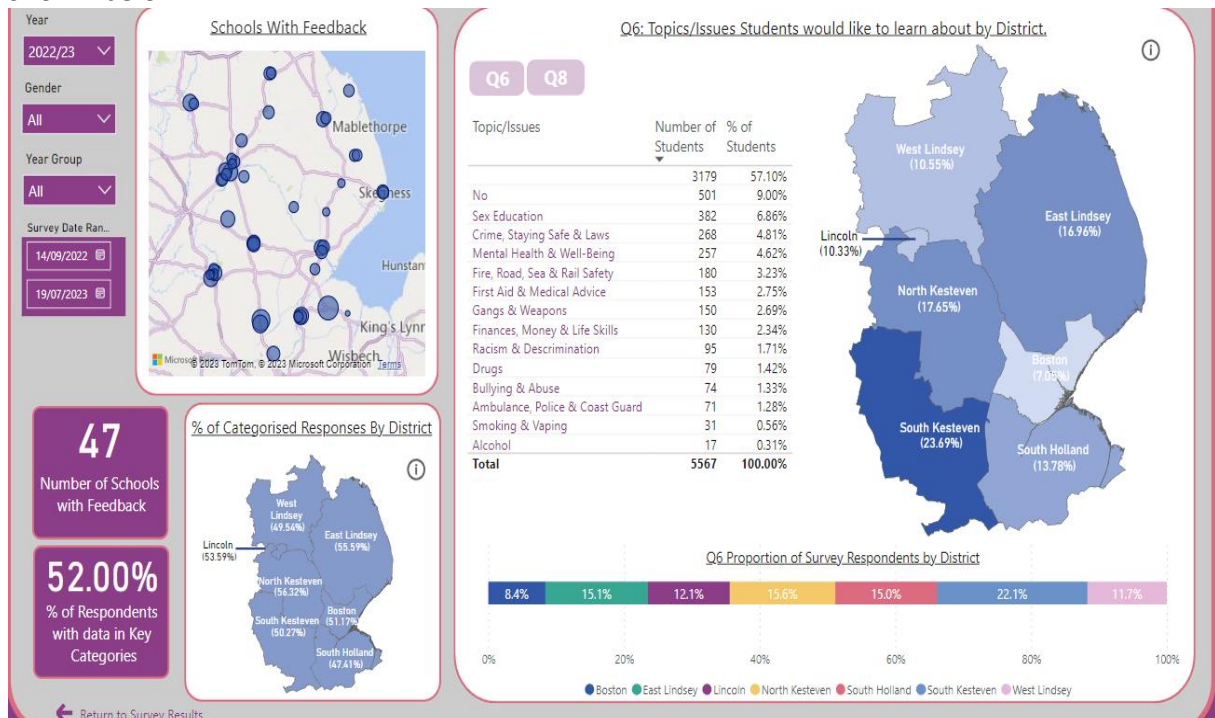 Year
2022/23
Gender
All
Year Group
All
Survey Date Ran...
14/09/2022
19/07/2023
Schools With Feedback
Mablethorpe
Skegness
Hunstan
King's Lynn
Wisbech
Microsoft
© 2023 TomTom, © 2023 Microsoft Corporation Terms
47
Number of Schools
with Feedback
52.00%
% of Respondents
with data in Key
Categories
% of Categorised Responses By District
West
Lindsey
(49.54%)
Lincoln
(53.59%)
East Lindsey
(55.59%)
North Kesteven
(56.32%)
Boston
(51.17%)
South Kesteven
(50.27%)
South Holland
(47.41%)
Return to Survey Results
Q6: Topics/Issues Students would like to learn about by District.
Q6 Q8
Topic/Issues Number of Students % of Students
3179 57.10%
No 501 9.00%
Sex Education 382 6.86%
Crime, Staying Safe & Laws 268 4.81%
Mental Health & Well-Being 257 4.62%
Fire, Road, Sea & Rail Safety 180 3.23%
First Aid & Medical Advice 153 2.75%
Gangs & Weapons 150 2.69%
Finances, Money & Life Skills 130 2.34%
Racism & Descrimination 95 1.71%
Drugs 79 1.42%
Bullying & Abuse 74 1.33%
Ambulance, Police & Coast Guard 71 1.28%
Smoking & Vaping 31 0.56%
Alcohol 17 0.31%
Total 5567 100.00%
West Lindsey
(10.55%)
Lincoln
(10.33%)
East Lindsey
(16.96%)
North Kesteven
(17.65%)
Boston
(7.05%)
South Kesteven
(23.69%)
South Holland
(13.78%)
Q6 Proportion of Survey Respondents by District
8.4% 15.1% 12.1% 15.6% 15.0% 22.1% 11.7%
0% 20% 40% 60% 80% 100%
Boston East Lindsey Lincoln North Kesteven South Holland South Kesteven West Lindsey